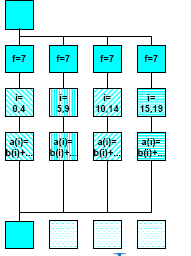 f=7 f=7 f=7 f=7
i= i= i= i=
0,4 5,9 10,14 15,19
a(i)= a(i)= a(i)= a(i)=
b(i)+... b(i)+... b(i)+... b(i)+...